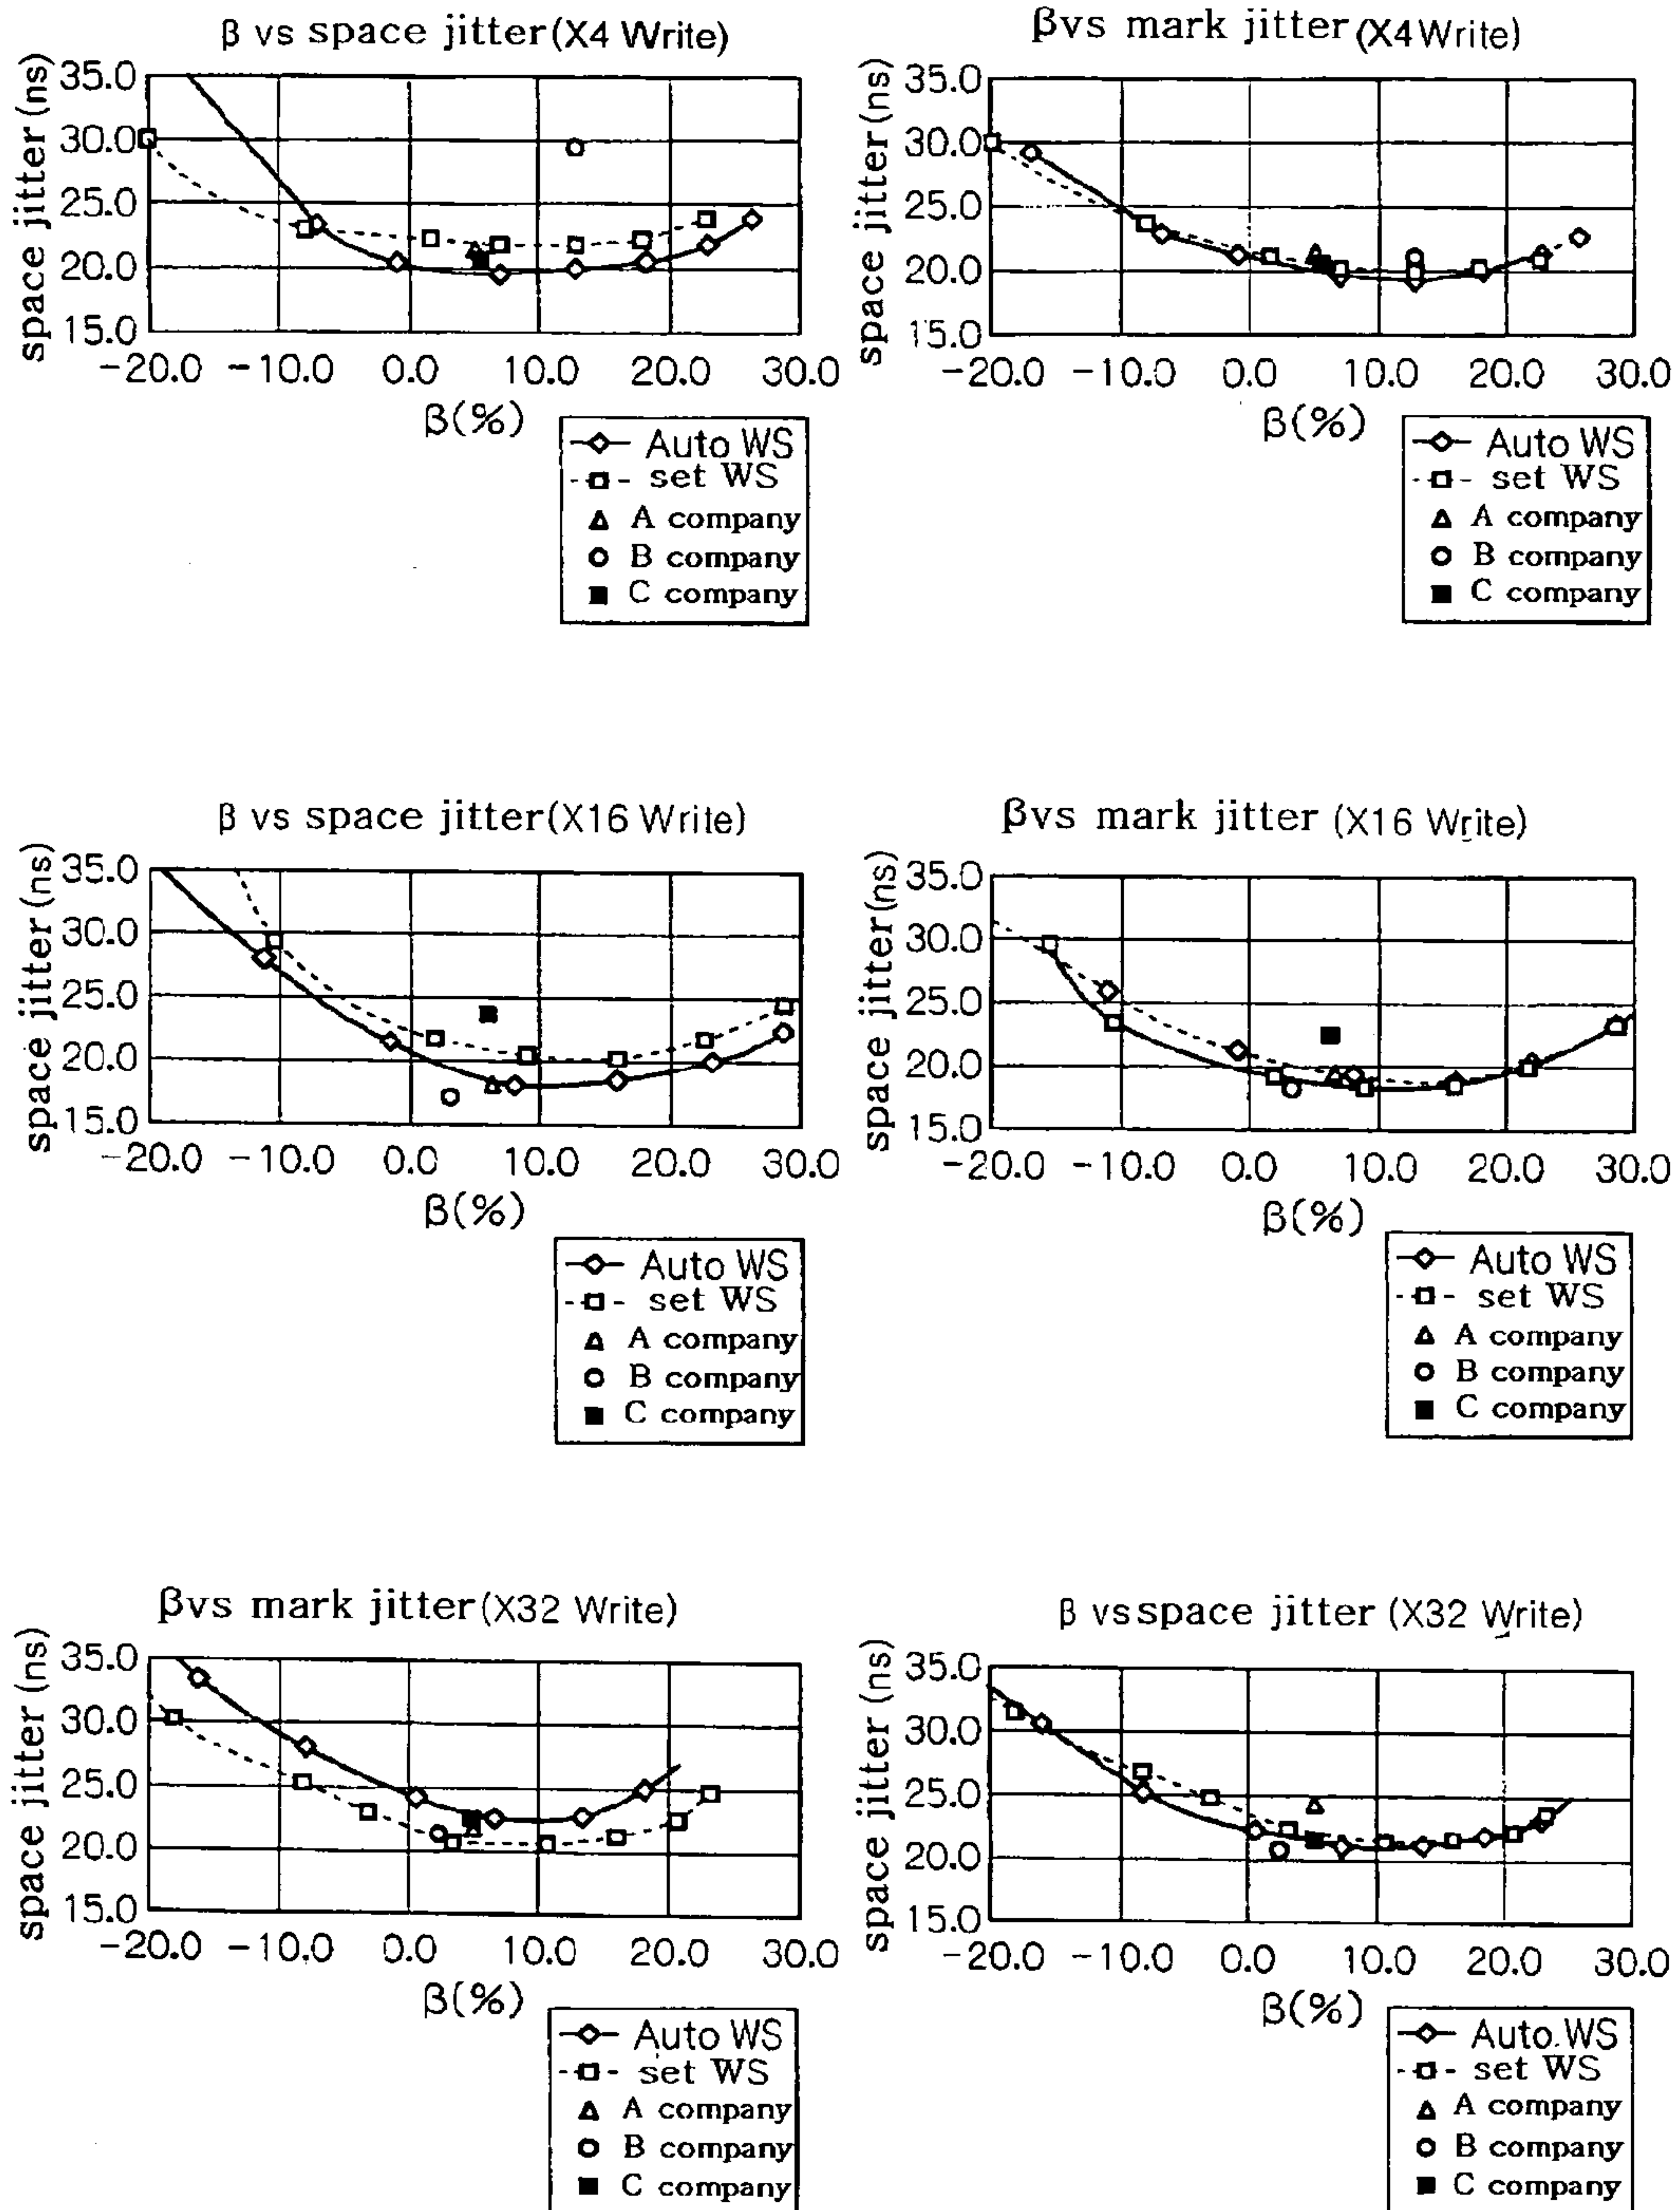 β vs space jitter(X4 Write)
space jitter(ns)
35.0
30.0
25.0
20.0
15.0
-20.0 -10.0 0.0 10.0 20.0 30.0
β(%)
Auto WS
set WS
A company
B company
C company
βvs mark jitter (X4Write)
space jitter(ns)
35.0
30.0
25.0
20.0
15.0
-20.0 -10.0 0.0 10.0 20.0 30.0
β(%)
Auto WS
set WS
A company
B company
C company
β vs space jitter(X16 Write)
space jitter(ns)
35.0
30.0
25.0
20.0
15.0
-20.0 -10.0 0.0 10.0 20.0 30.0
β(%)
Auto WS
set WS
A company
B company
C company
βvs mark jitter (X16 Write)
space jitter(ns)
35.0
30.0
25.0
20.0
15.0
-20.0 -10.0 0.0 10.0 20.0 30.0
β(%)
Auto WS
set WS
A company
B company
C company
βvs mark jitter(X32 Write)
space jitter (ns)
35.0
30.0
25.0
20.0
15.0
-20.0 -10.0 0.0 10.0 20.0 30.0
β(%)
Auto WS
set WS
A company
B company
C company
β vsspace jitter (X32 Write)
space jitter (ns)
35.0
30.0
25.0
20.0
15.0
-20.0 -10.0 0.0 10.0 20.0 30.0
β(%)
Auto WS
set WS
A company
B company
C company